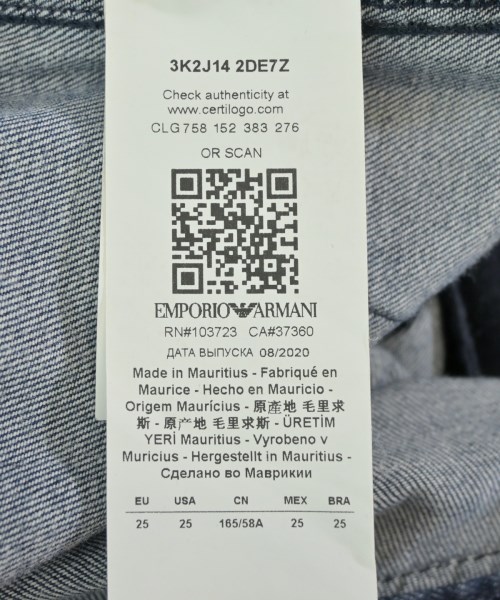 3K2J14 2DE7Z
Check authenticity at
www.certilogo.com
CLG 758 152 383 276
OR SCAN
EMPORIO ARMANI
RN#103723 CA#37360
ДАТА ВЫПУСКА 08/2020
Made in Mauritius - Fabriqué en
Maurice - Hecho en Mauricio -
Origem Maurícius - 原產地 毛里求
斯 - 原产地 毛里求斯 - ÜRETİM
YERİ Mauritius - Vyrobeno v
Muricius - Hergestellt in Mauritius -
Сделано во Маврикии
EU USA CN MEX BRA
25 25 165/58A 25 25